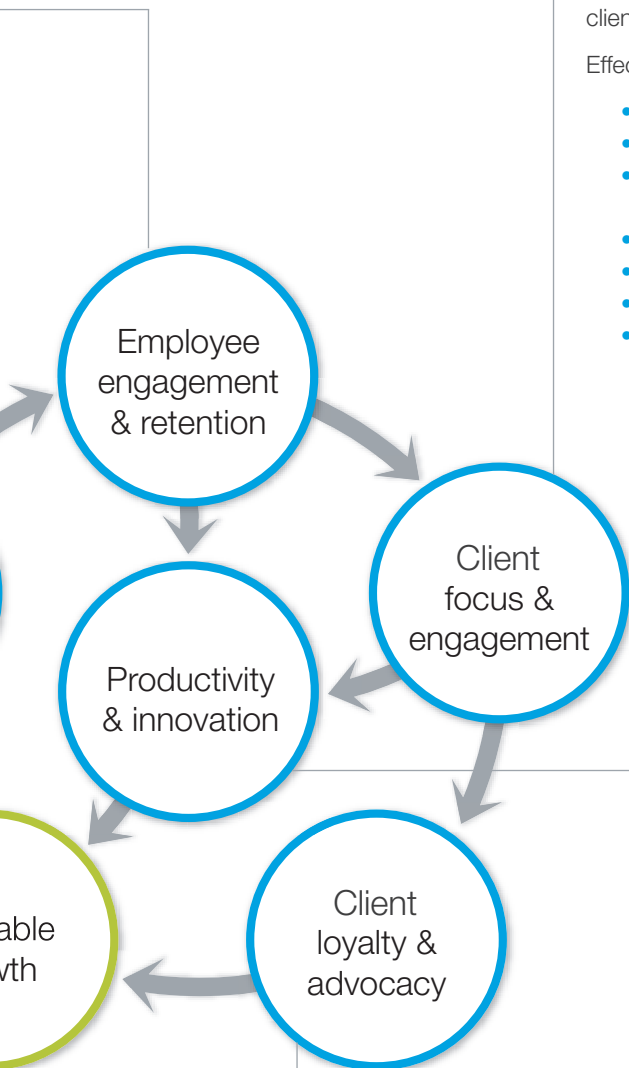 Employee
engagement
& retention
Client
focus &
engagement
Productivity
& innovation
Client
loyalty &
advocacy